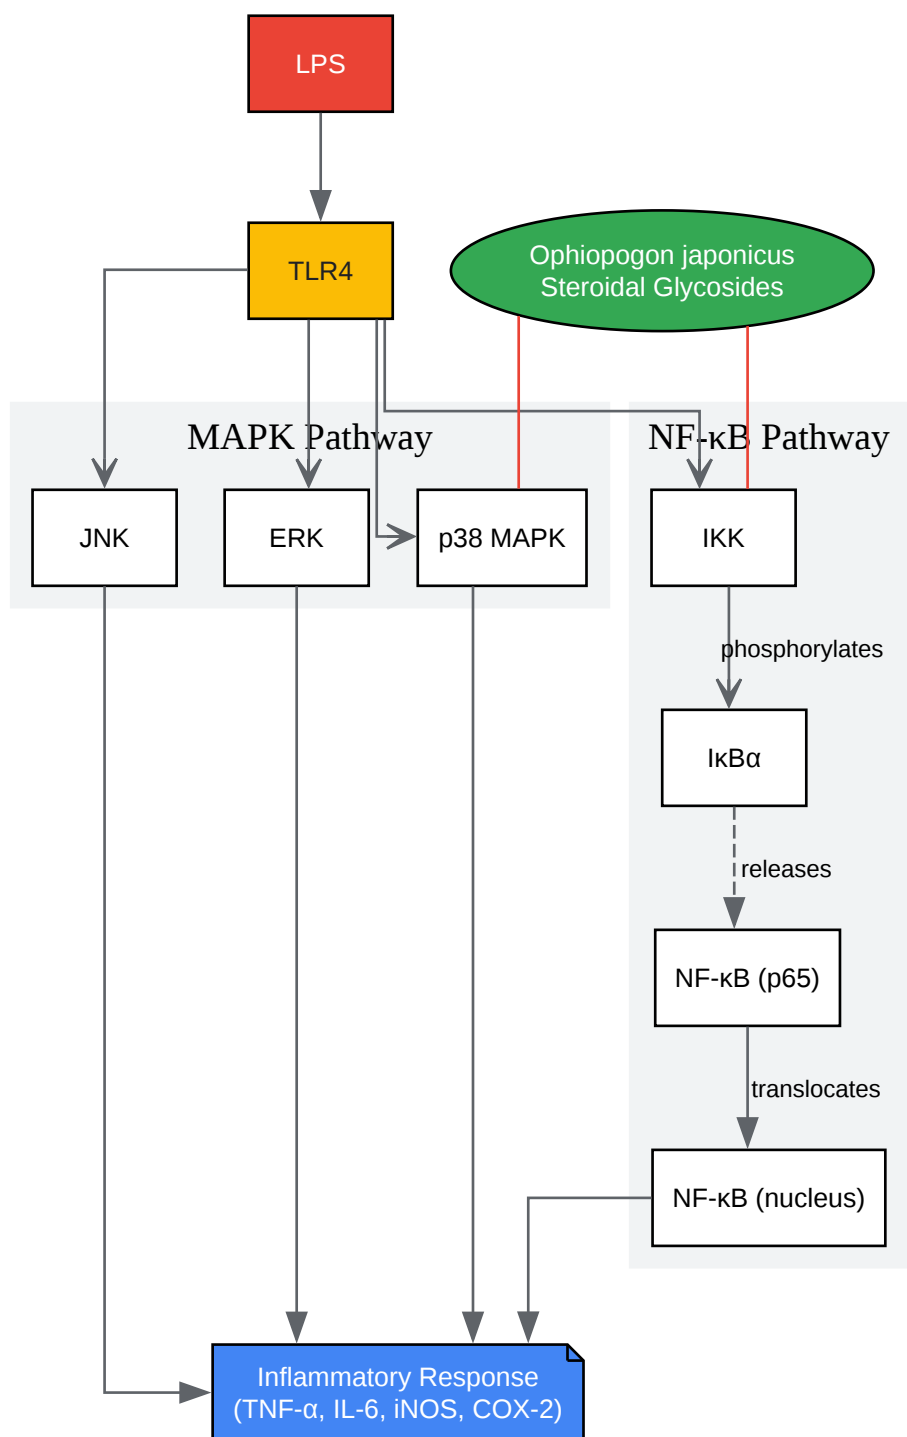 LPS
TLR4
Ophiopogon japonicus
Steroidal Glycosides
MAPK Pathway
NF-κB Pathway
JNK
ERK
p38 MAPK
IKK
phosphorylates
IκBα
releases
NF-κB (p65)
translocates
NF-κB (nucleus)
Inflammatory Response
(TNF-α, IL-6, iNOS, COX-2)